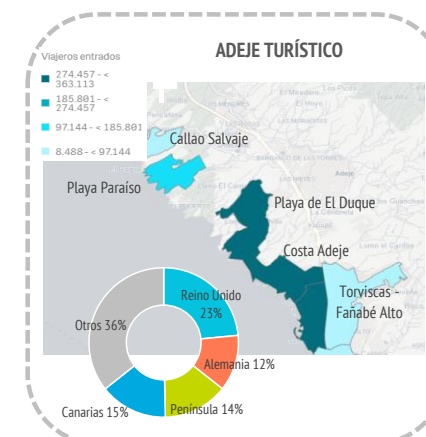 ADEJE TURÍSTICO
Viajeros entrados
274.457 - <
363.113
185.801 - <
274.457
97.144 - < 185.801
8.488 - < 97.144
Callao Salvaje
Playa Paraíso
Adeje
Playa de El Duque
Costa Adeje
Torviscas -
Fañabé Alto
Reino Unido
23%
Otros 36%
Alemania 12%
Canarias 15%
Península 14%